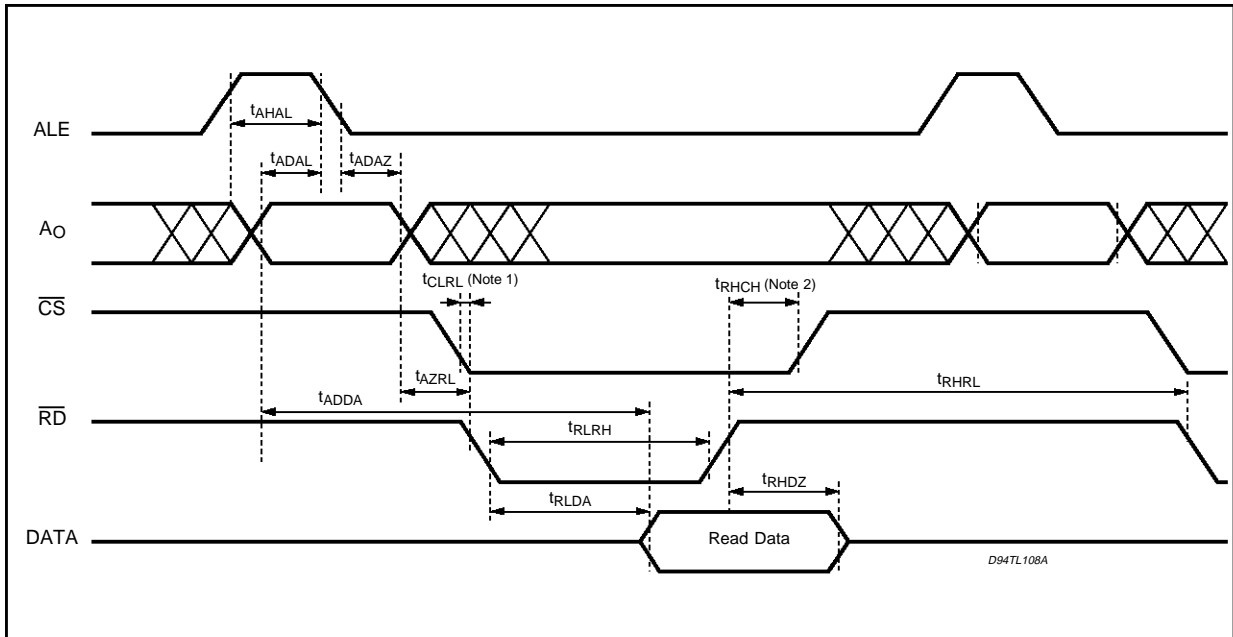 ALE
tAHAL
tADAL tADAZ
AO
tCLRL (Note 1) tRHCH (Note 2)
CS
tAZRL tRHRL
tADDA
RD
tRLRH
tRHDZ
tRLDA
DATA Read Data
D94TL108A